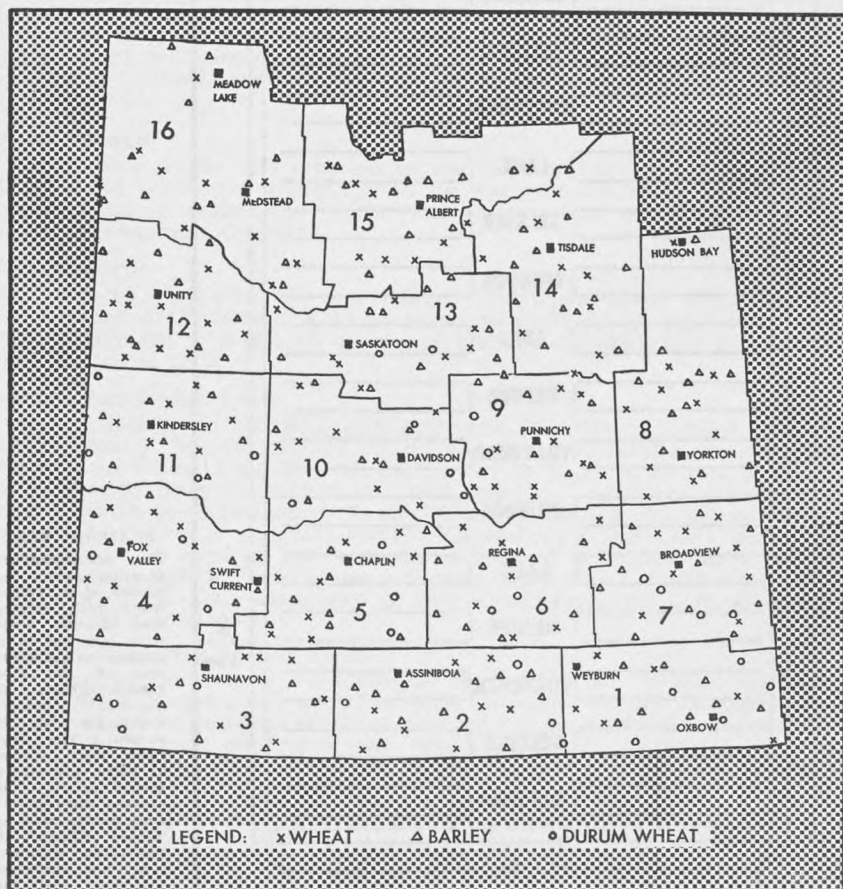 MEADOW
LAKE
16
MEDSTEAD
15
PRINCE
ALBERT
TISDALE
HUDSON BAY
14
UNITY
12
13
SASKATOON
9
KINDERSLEY
PUNNICHY
8
10
DAVIDSON
YORKTON
11
FOX
VALLEY
REGINA
BROADVIEW
SWIFT
CURRENT
CHAPLIN
4
5
6
7
SHAUNAVON
ASSINIBOIA
WEYBURN
1
3
2
OXBOW
LEGEND: x WHEAT △ BARLEY o DURUM WHEAT